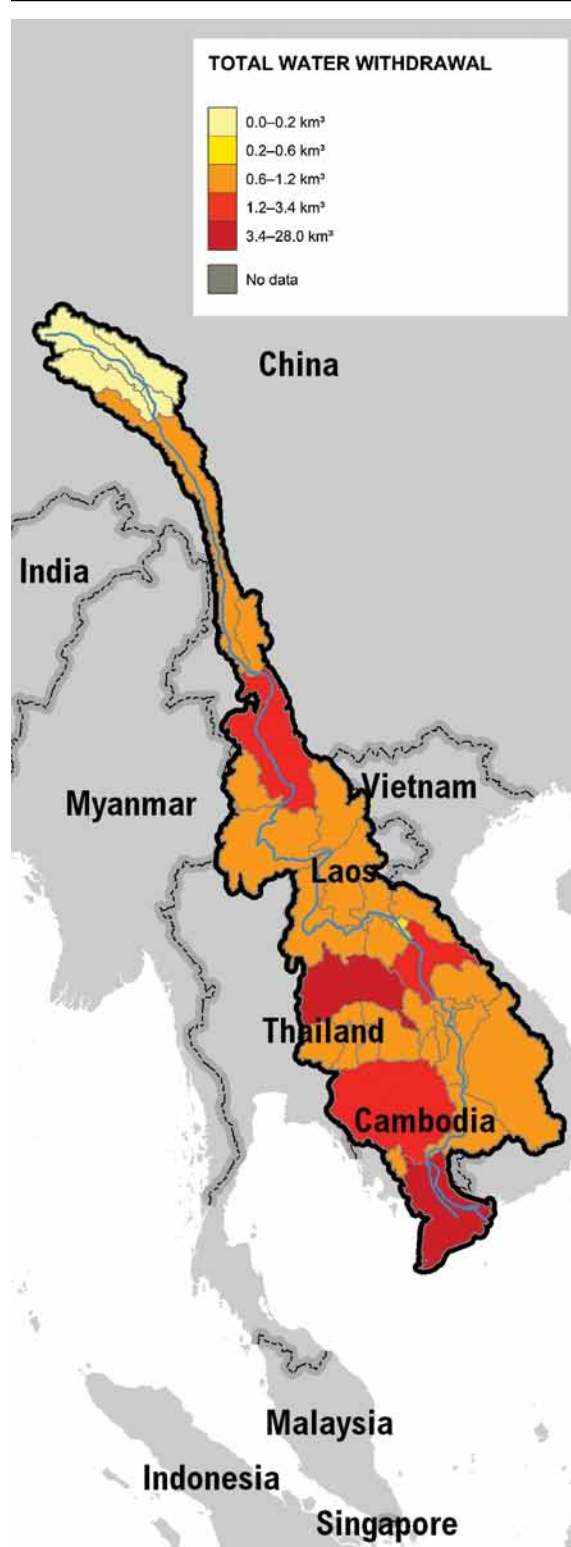 TOTAL WATER WITHDRAWAL
0.0–0.2 km³
0.2–0.6 km³
0.6–1.2 km³
1.2–3.4 km³
3.4–28.0 km³
No data
China
India
Vietnam
Myanmar
Laos
Thailand
Cambodia
Malaysia
Indonesia
Singapore